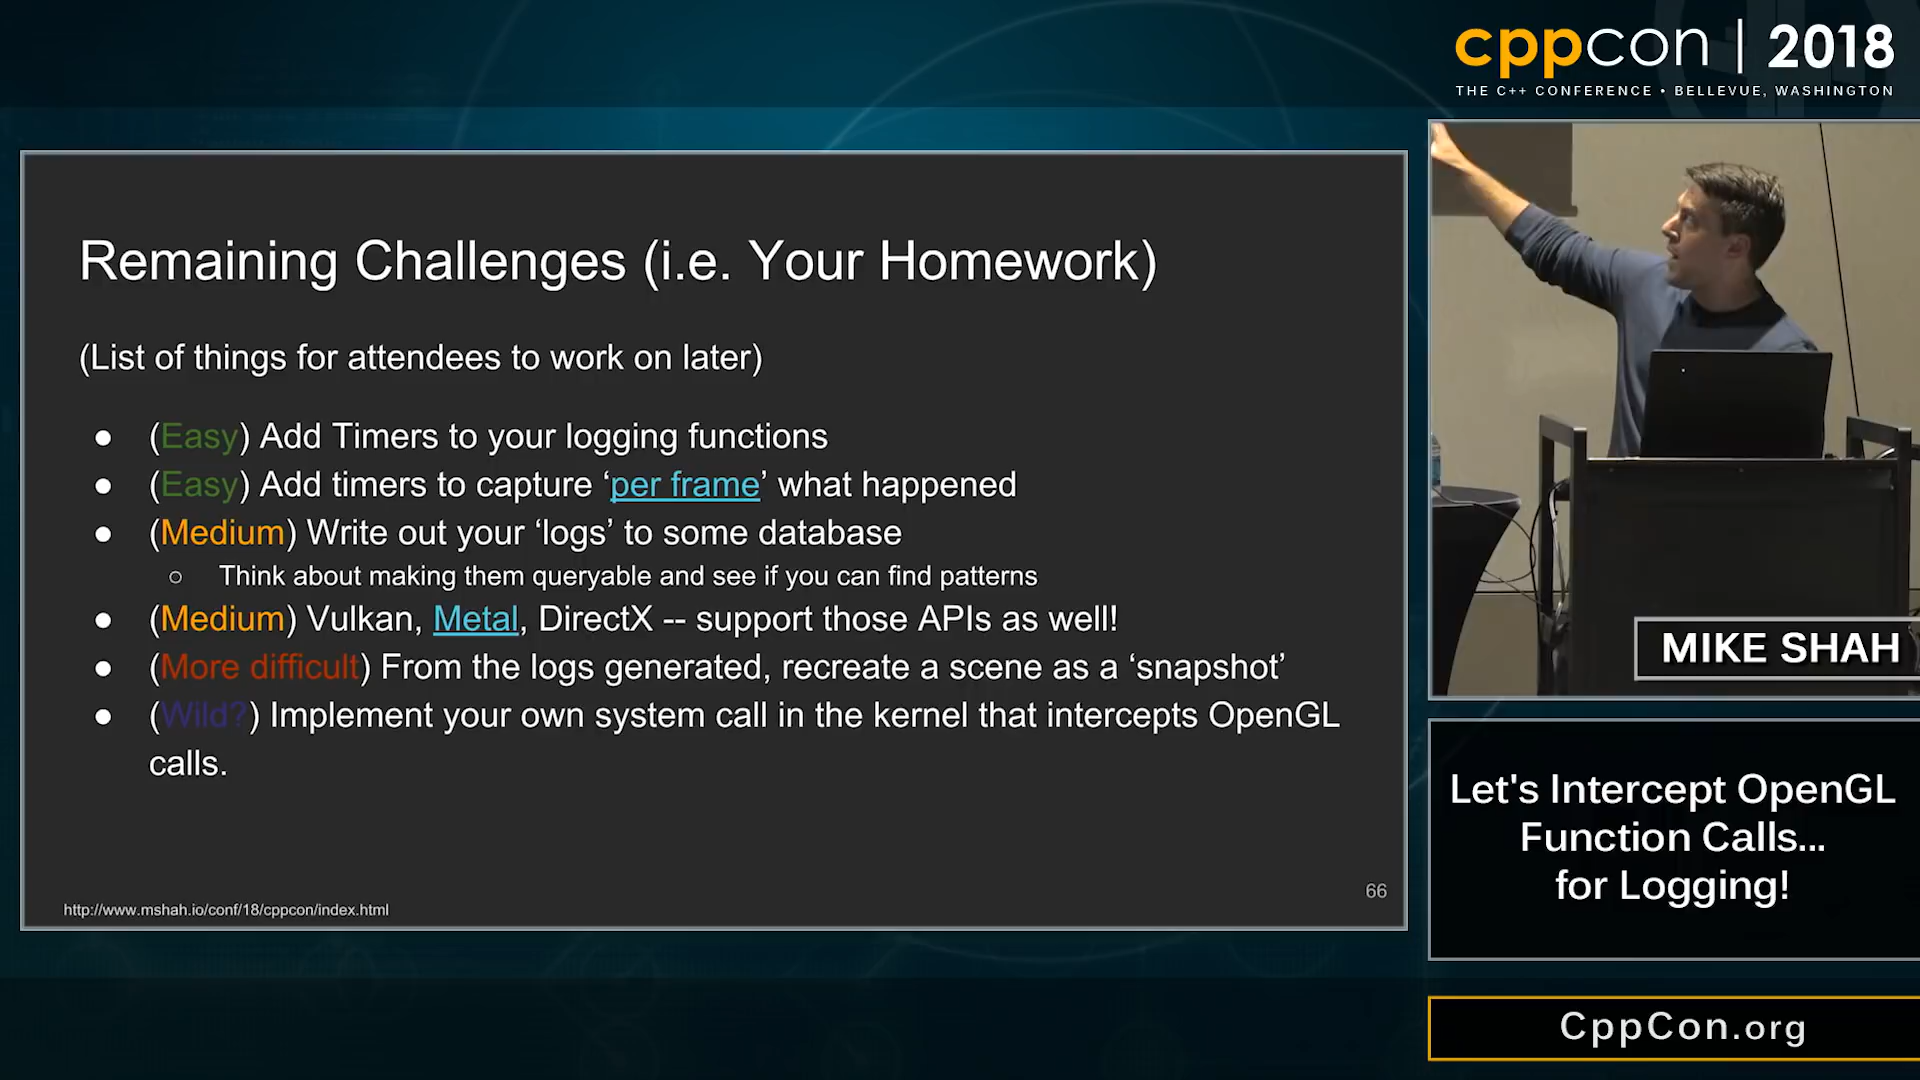 cppcon | 2018
THE C++ CONFERENCE • BELLEVUE, WASHINGTON
Remaining Challenges (i.e. Your Homework)
(List of things for attendees to work on later)
● (Easy) Add Timers to your logging functions
● (Easy) Add timers to capture ‘per frame’ what happened
● (Medium) Write out your ‘logs’ to some database
○ Think about making them queryable and see if you can find patterns
● (Medium) Vulkan, Metal, DirectX -- support those APIs as well!
● (More difficult) From the logs generated, recreate a scene as a ‘snapshot’
● (Wild?) Implement your own system call in the kernel that intercepts OpenGL
calls.
http://www.mshah.io/conf/18/cppcon/index.html
66
MIKE SHAH
Let's Intercept OpenGL
Function Calls...
for Logging!
CppCon.org